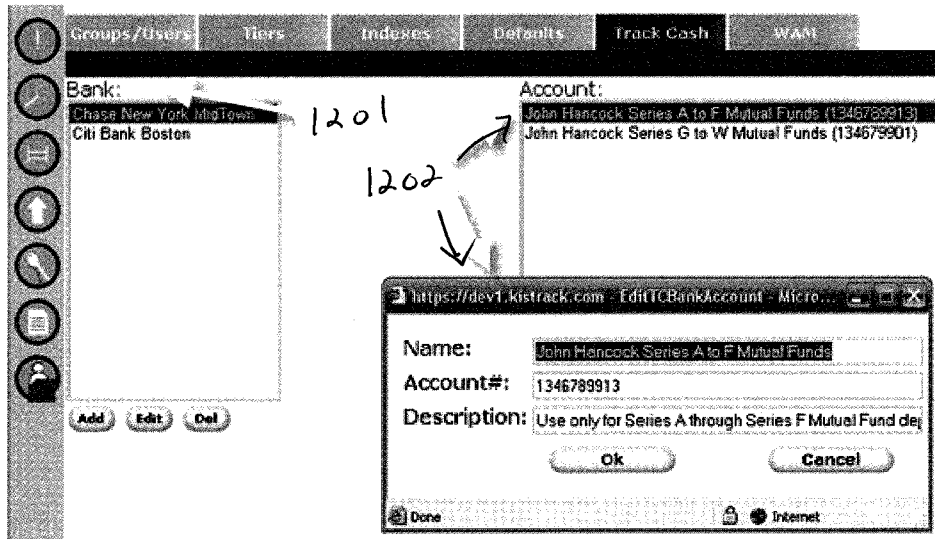 Groups/Users Tiers Indexes Defaults Track Cash WAM
Bank:
Chase New York MidTown
Citi Bank Boston
1201
1202
Account:
John Hancock Series A to F Mutual Funds (1346789913)
John Hancock Series G to W Mutual Funds (134679901)
https://dev1.kistrack.com - EditTCBankAccount - Micro...
Name: John Hancock Series A to F Mutual Funds
Account#: 1346789913
Description: Use only for Series A through Series F Mutual Fund de
Ok Cancel
Add Edit Del
Done Internet